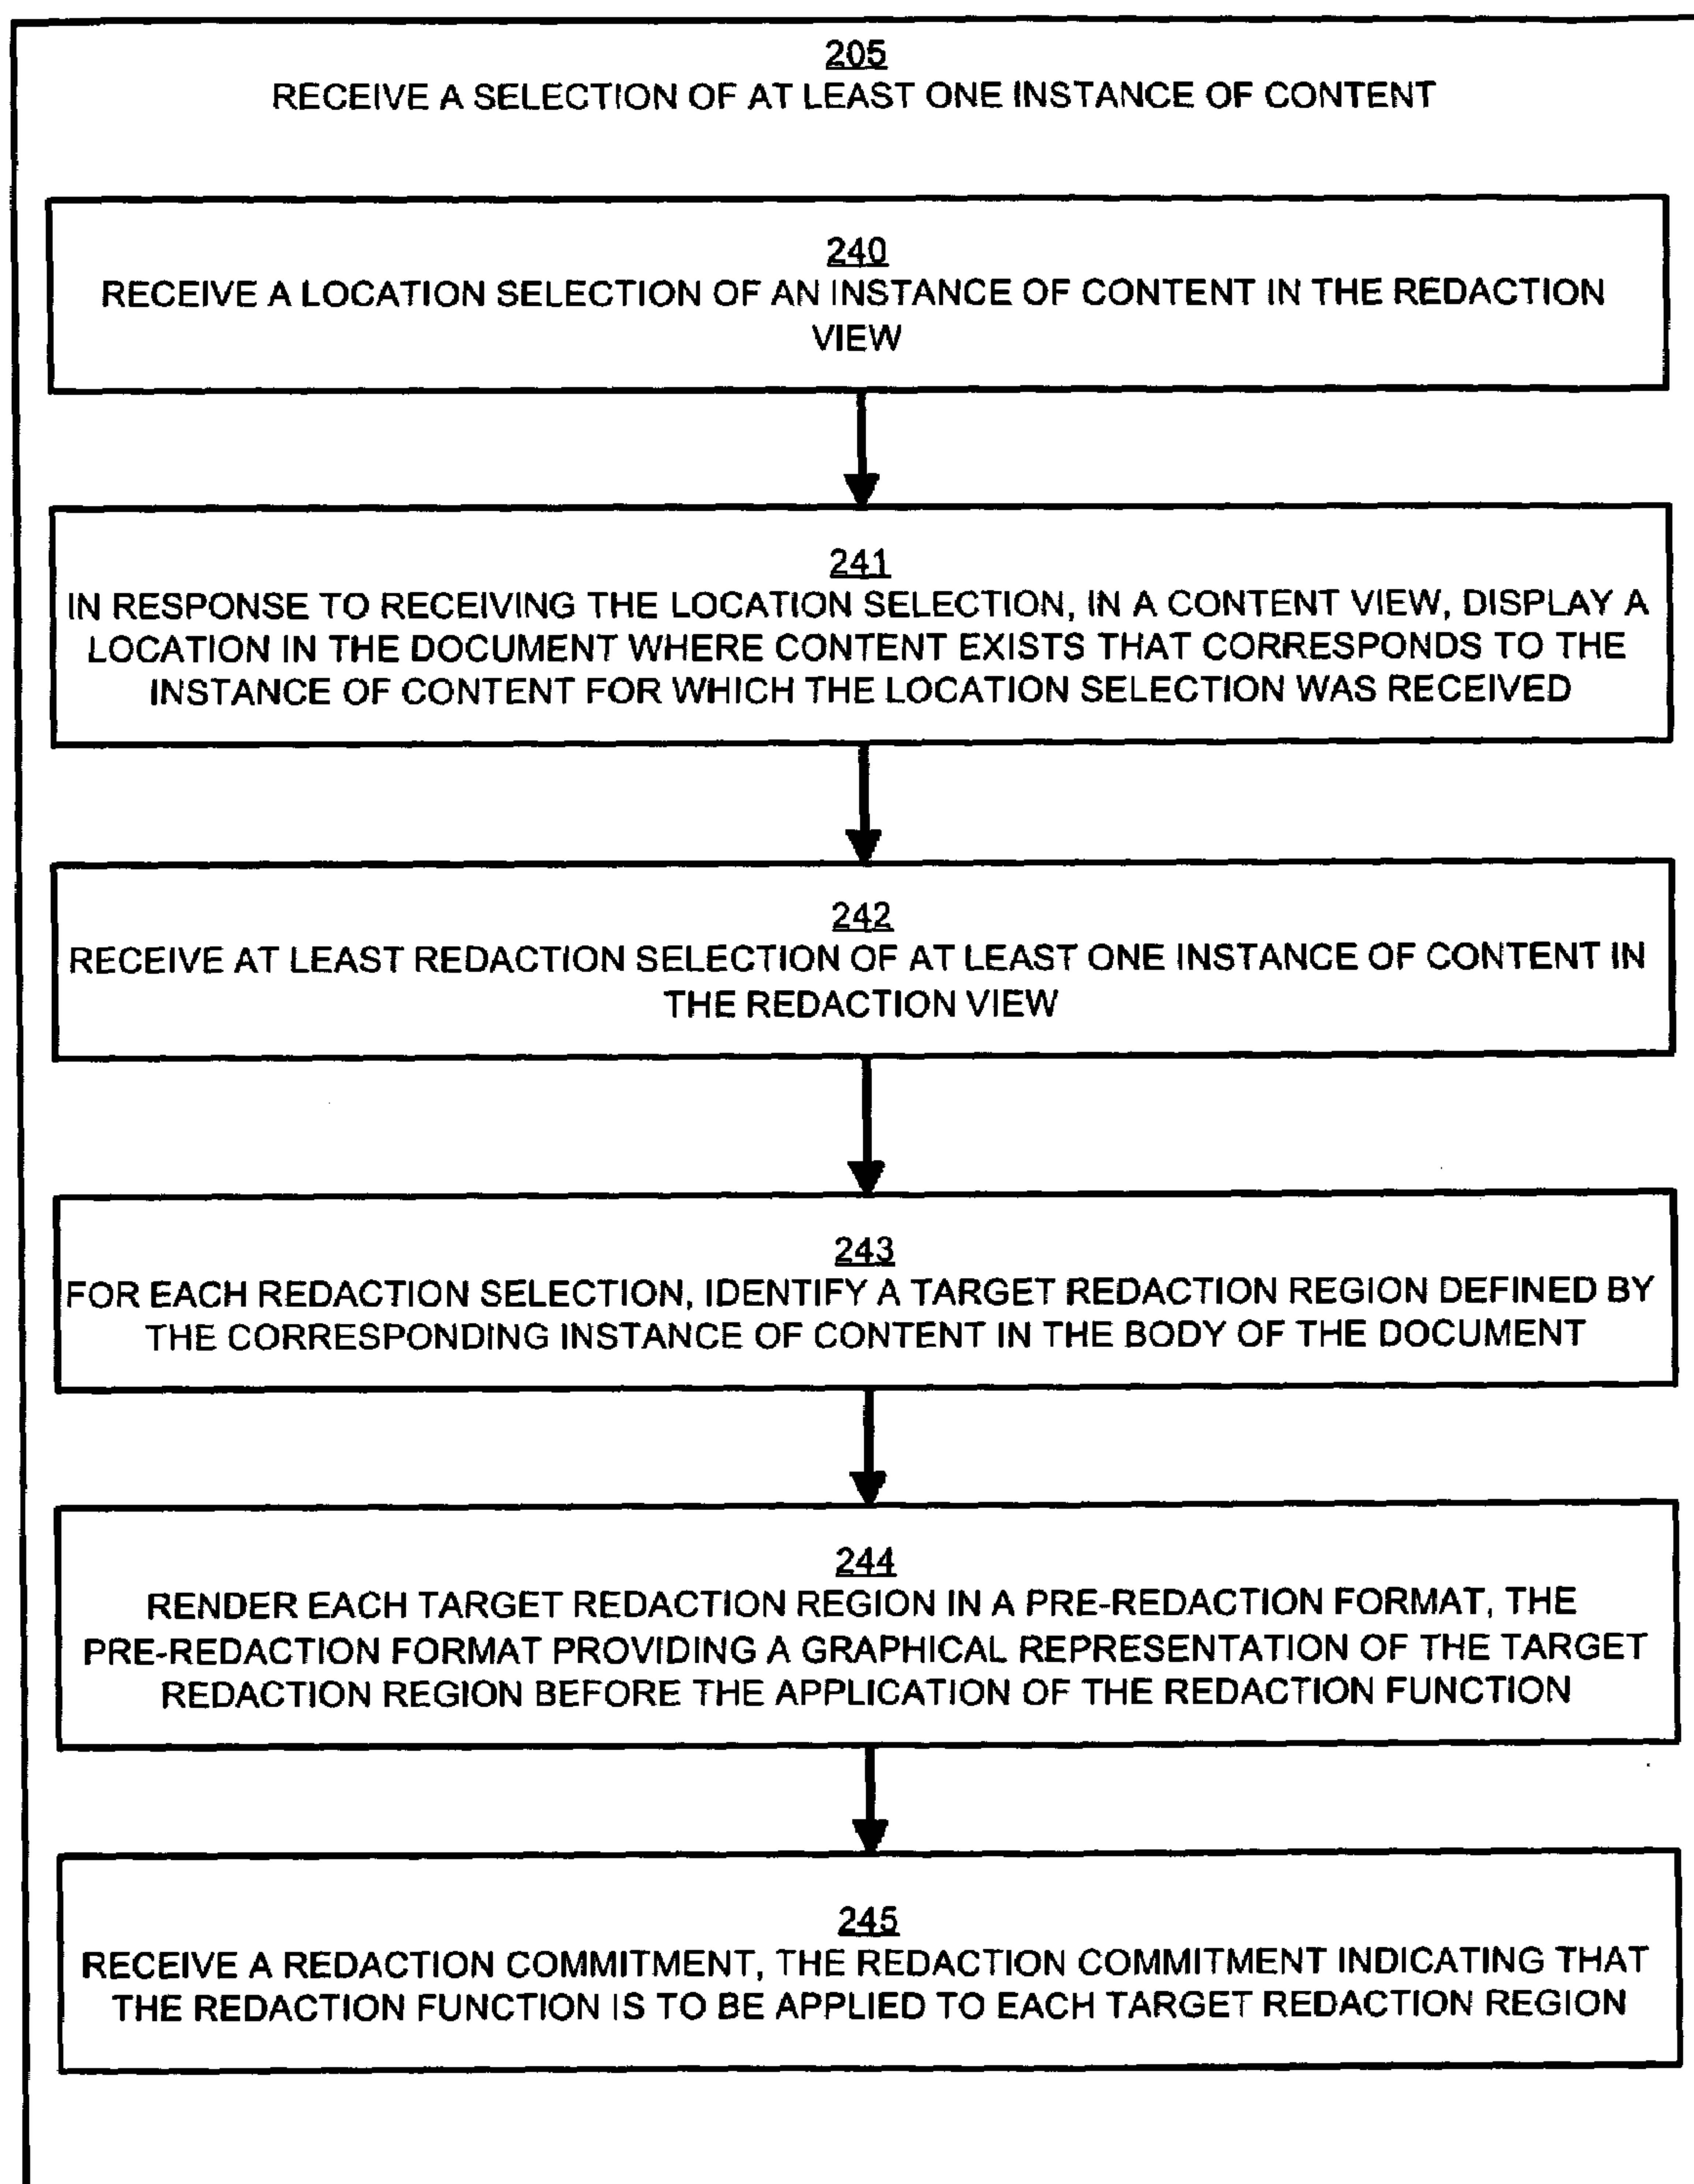 205
RECEIVE A SELECTION OF AT LEAST ONE INSTANCE OF CONTENT
240
RECEIVE A LOCATION SELECTION OF AN INSTANCE OF CONTENT IN THE REDACTION
VIEW
241
IN RESPONSE TO RECEIVING THE LOCATION SELECTION, IN A CONTENT VIEW, DISPLAY A
LOCATION IN THE DOCUMENT WHERE CONTENT EXISTS THAT CORRESPONDS TO THE
INSTANCE OF CONTENT FOR WHICH THE LOCATION SELECTION WAS RECEIVED
242
RECEIVE AT LEAST REDACTION SELECTION OF AT LEAST ONE INSTANCE OF CONTENT IN
THE REDACTION VIEW
243
FOR EACH REDACTION SELECTION, IDENTIFY A TARGET REDACTION REGION DEFINED BY
THE CORRESPONDING INSTANCE OF CONTENT IN THE BODY OF THE DOCUMENT
244
RENDER EACH TARGET REDACTION REGION IN A PRE-REDACTION FORMAT, THE
PRE-REDACTION FORMAT PROVIDING A GRAPHICAL REPRESENTATION OF THE TARGET
REDACTION REGION BEFORE THE APPLICATION OF THE REDACTION FUNCTION
245
RECEIVE A REDACTION COMMITMENT, THE REDACTION COMMITMENT INDICATING THAT
THE REDACTION FUNCTION IS TO BE APPLIED TO EACH TARGET REDACTION REGION